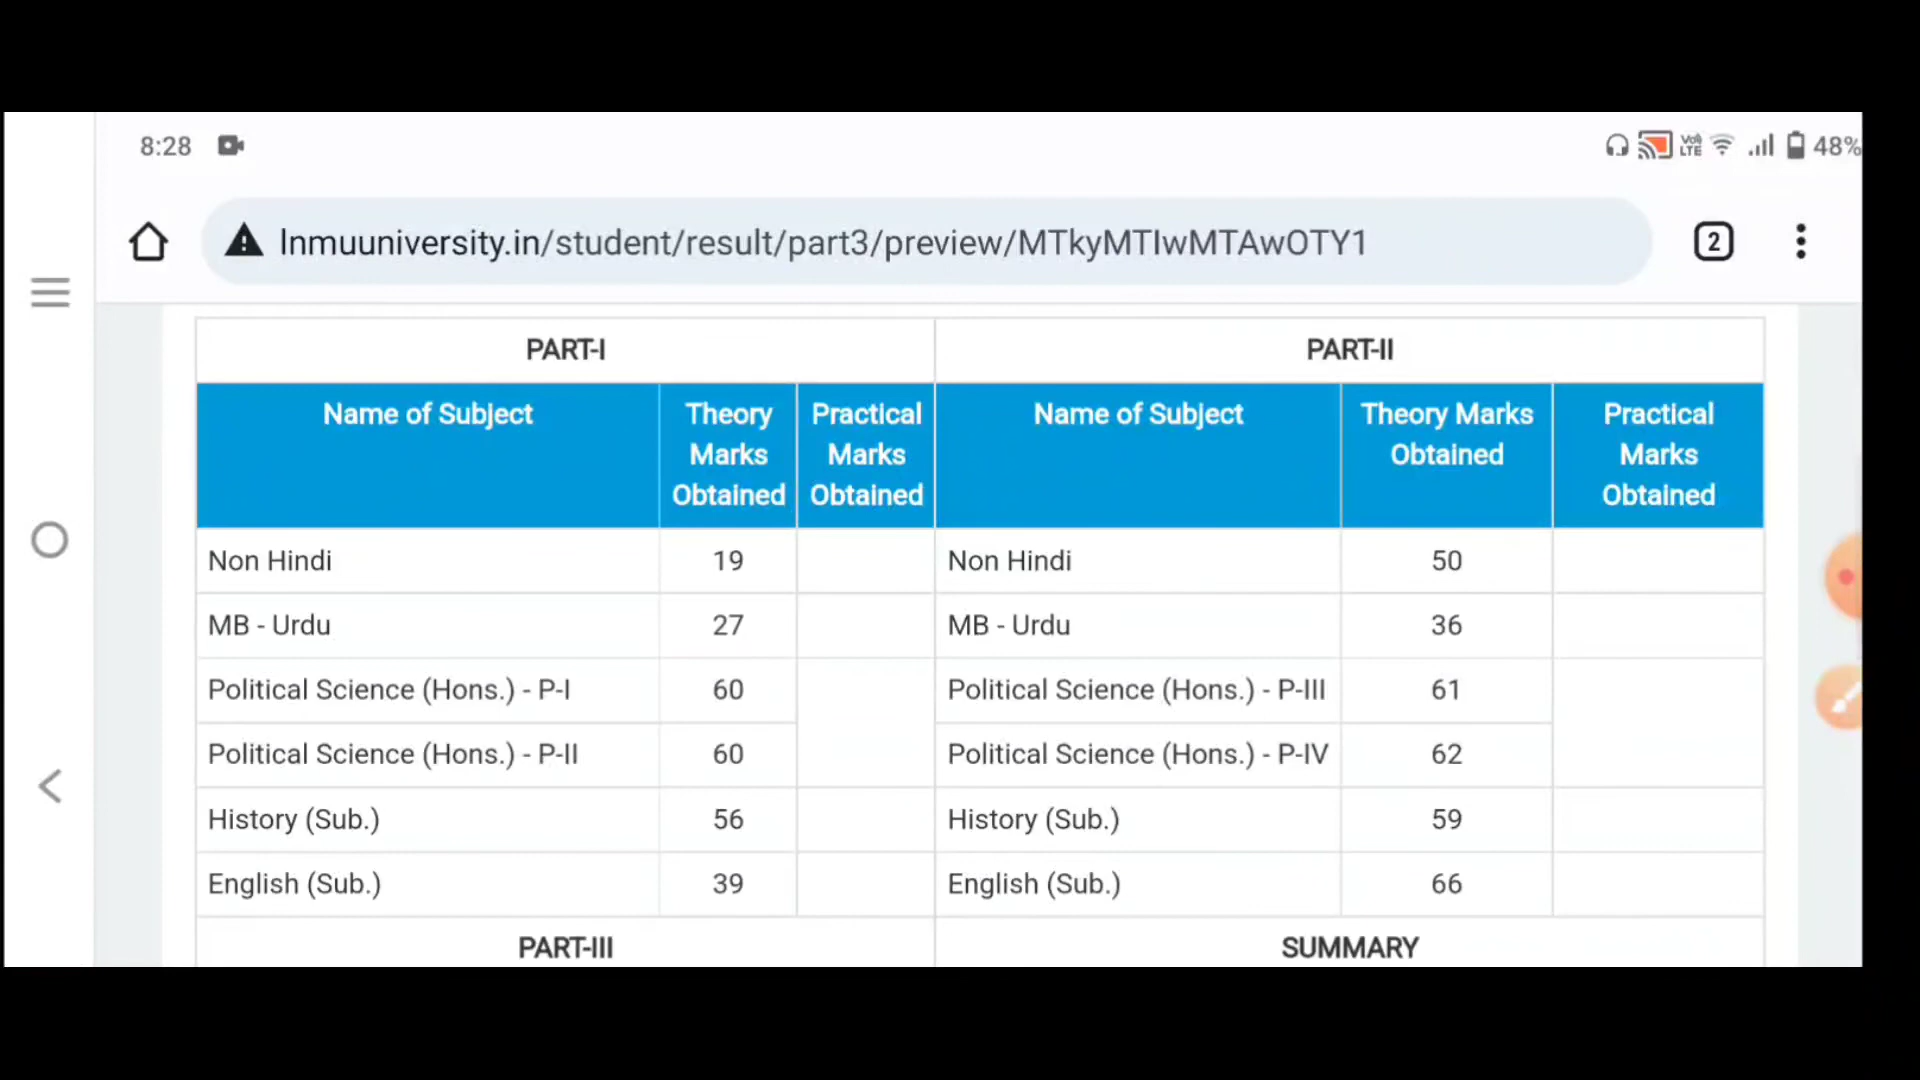 8:28
Vo)) LTE 48%
lnmuuniversity.in/student/result/part3/preview/MTkyMTIwMTAwOTY1
2
PART-I PART-II
Name of Subject Theory Marks Obtained Practical Marks Obtained Name of Subject Theory Marks Obtained Practical Marks Obtained
Non Hindi 19 Non Hindi 50
MB - Urdu 27 MB - Urdu 36
Political Science (Hons.) - P-I 60 Political Science (Hons.) - P-III 61
Political Science (Hons.) - P-II 60 Political Science (Hons.) - P-IV 62
History (Sub.) 56 History (Sub.) 59
English (Sub.) 39 English (Sub.) 66
PART-III SUMMARY